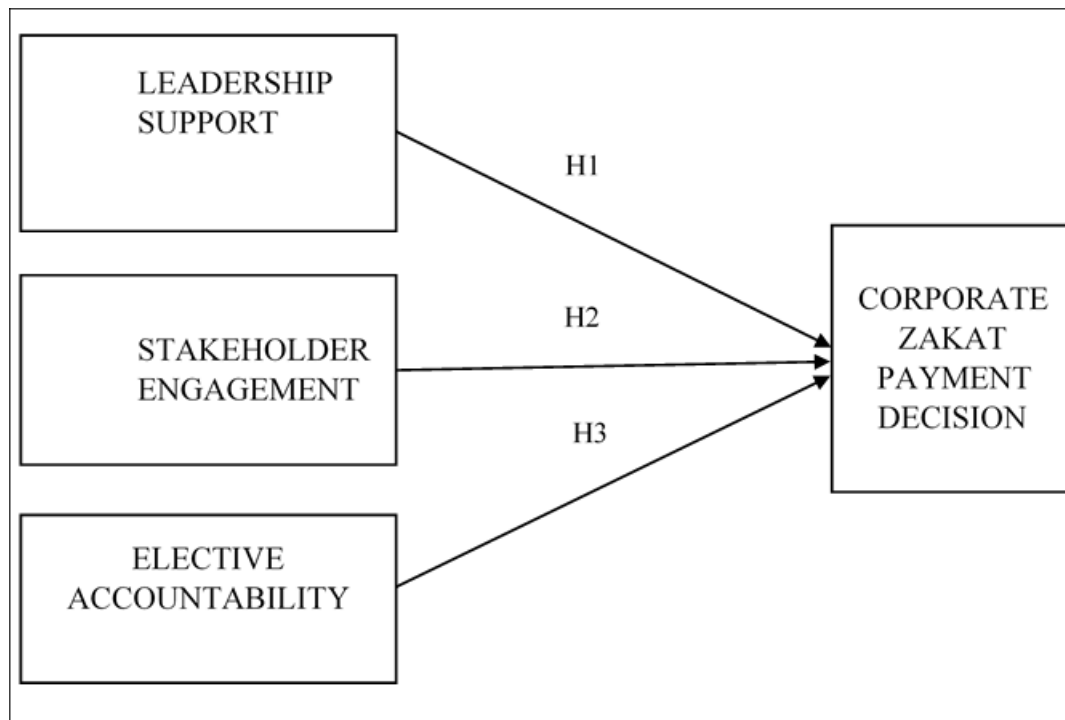 LEADERSHIP
SUPPORT
H1
STAKEHOLDER
ENGAGEMENT
H2
H3
ELECTIVE
ACCOUNTABILITY
CORPORATE
ZAKAT
PAYMENT
DECISION